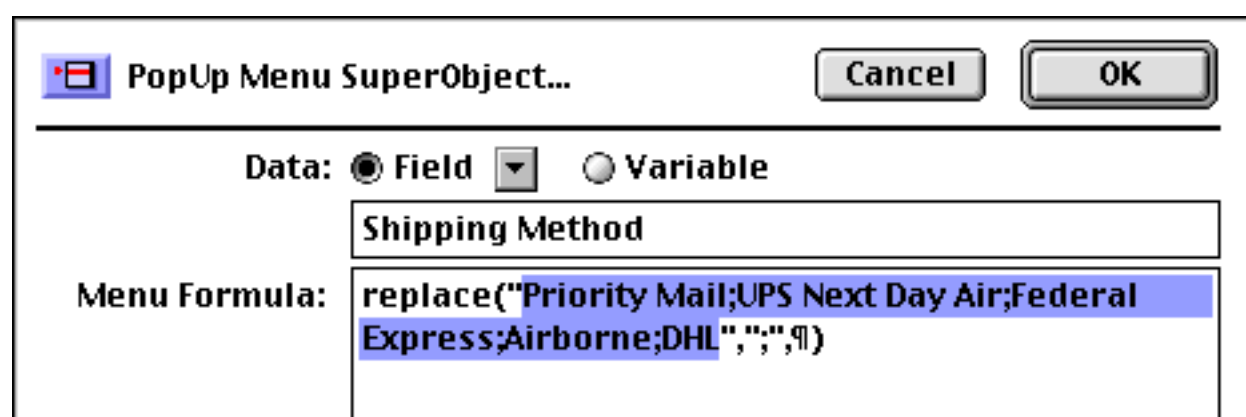 PopUp Menu SuperObject...
Cancel
OK
Data: Field Variable
Shipping Method
Menu Formula: replace("Priority Mail;UPS Next Day Air;Federal
Express;Airborne;DHL",";",¶)